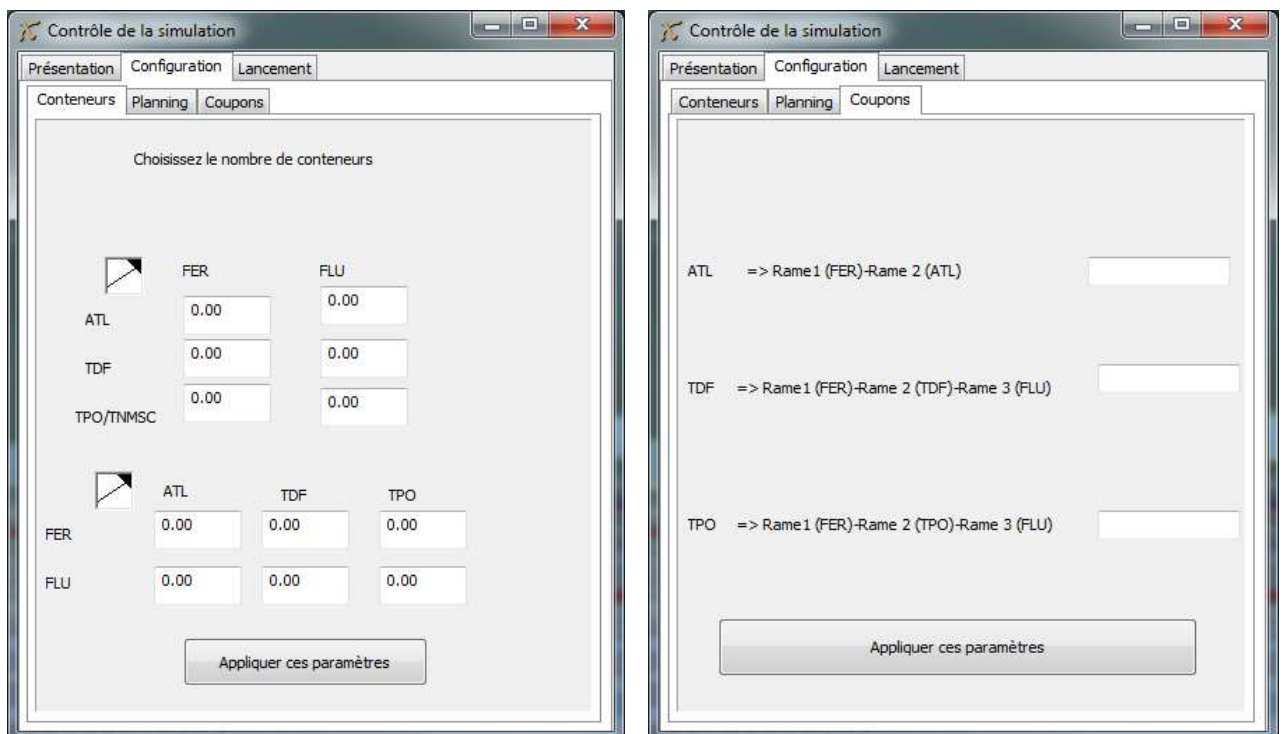 Contrôle de la simulation
Présentation Configuration Lancement
Conteneurs Planning Coupons
Choisissez le nombre de conteneurs
FER FLU
ATL 0.00 0.00
TDF 0.00 0.00
TPO/TNMSC 0.00 0.00
ATL TDF TPO
FER 0.00 0.00 0.00
FLU 0.00 0.00 0.00
Appliquer ces paramètres
Contrôle de la simulation
Présentation Configuration Lancement
Conteneurs Planning Coupons
ATL => Rame1 (FER)-Rame 2 (ATL)
TDF => Rame1 (FER)-Rame 2 (TDF)-Rame 3 (FLU)
TPO => Rame1 (FER)-Rame 2 (TPO)-Rame 3 (FLU)
Appliquer ces paramètres